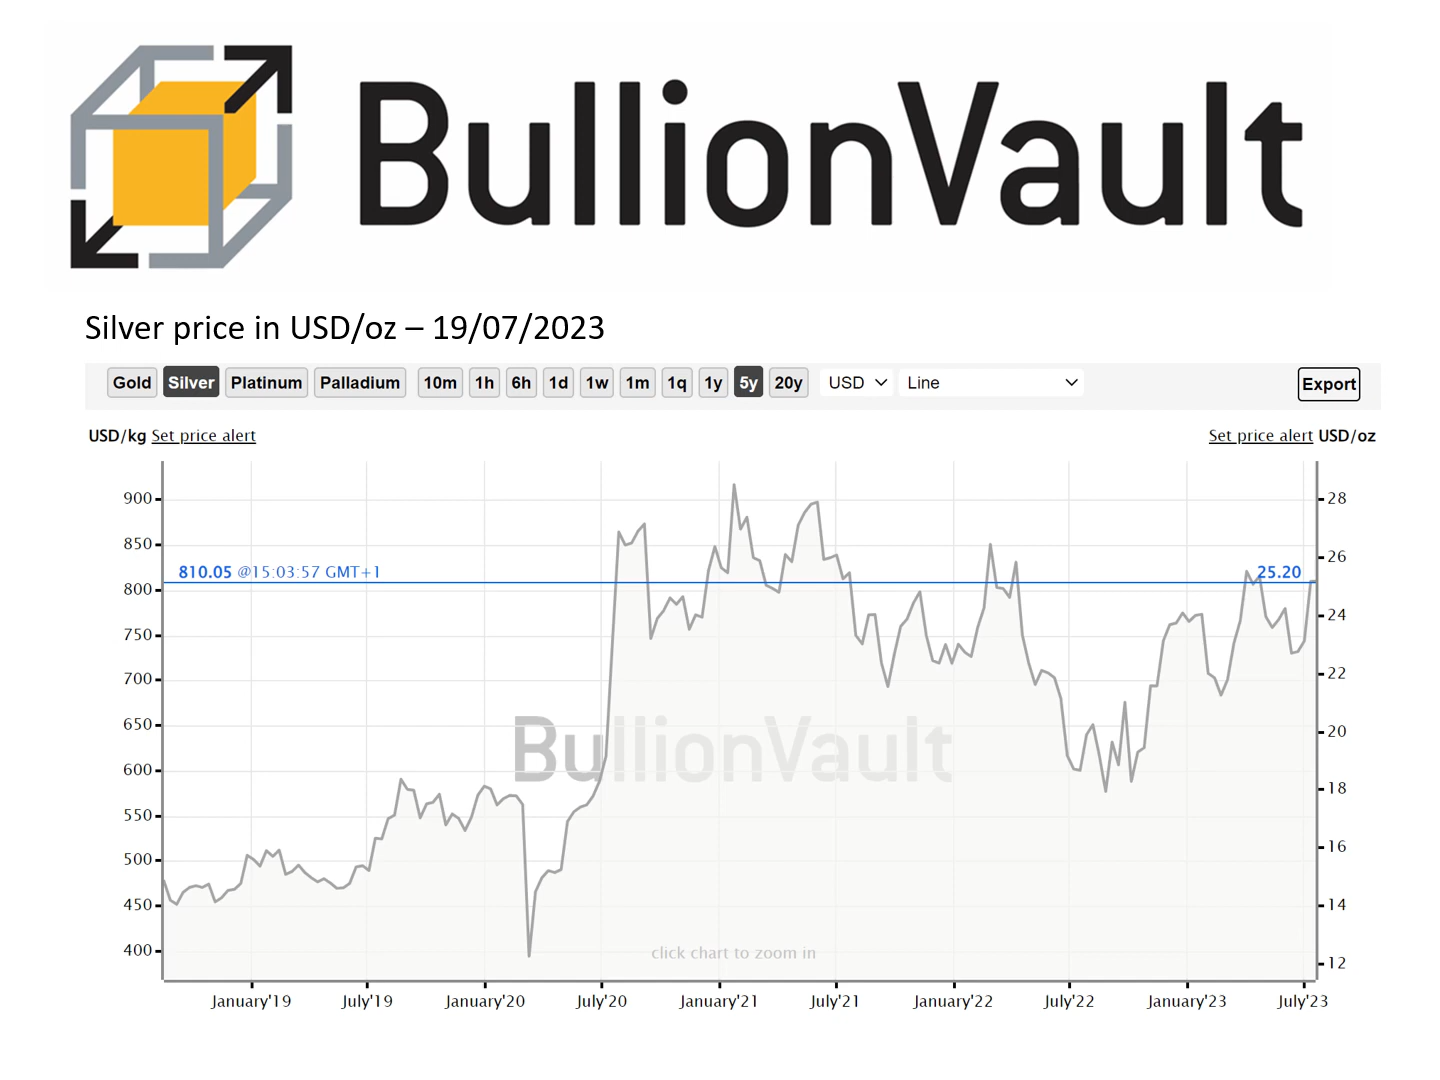 BullionVault
Silver price in USD/oz – 19/07/2023
Gold Silver Platinum Palladium 10m 1h 6h 1d 1w 1m 1q 1y 5y 20y USD Line Export
USD/kg Set price alert Set price alert USD/oz
900 28
850
26
810.05 @15:03:57 GMT+1 25.20
800
24
750
22
700
650
20
BullionVault
600
18
550
16
500
450 14
400 click chart to zoom in
12
January'19 July'19 January'20 July'20 January'21 July'21 January'22 July'22 January'23 July'23